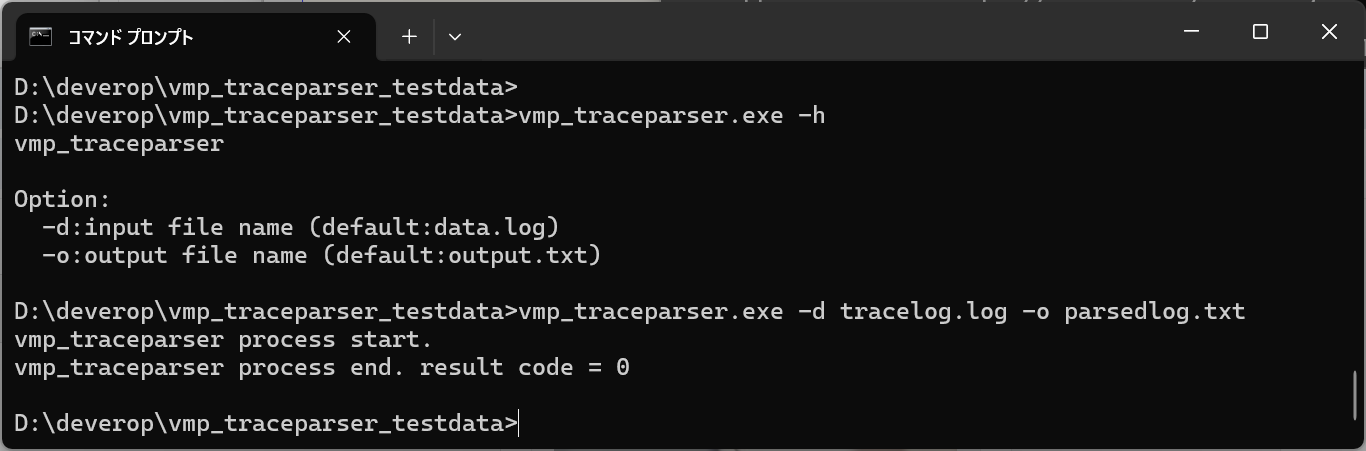 コマンド プロンプト
D:\deverop\vmp_traceparser_testdata>
D:\deverop\vmp_traceparser_testdata>vmp_traceparser.exe -h
vmp_traceparser
Option:
-d:input file name (default:data.log)
-o:output file name (default:output.txt)
D:\deverop\vmp_traceparser_testdata>vmp_traceparser.exe -d tracelog.log -o parsedlog.txt
vmp_traceparser process start.
vmp_traceparser process end. result code = 0
D:\deverop\vmp_traceparser_testdata>